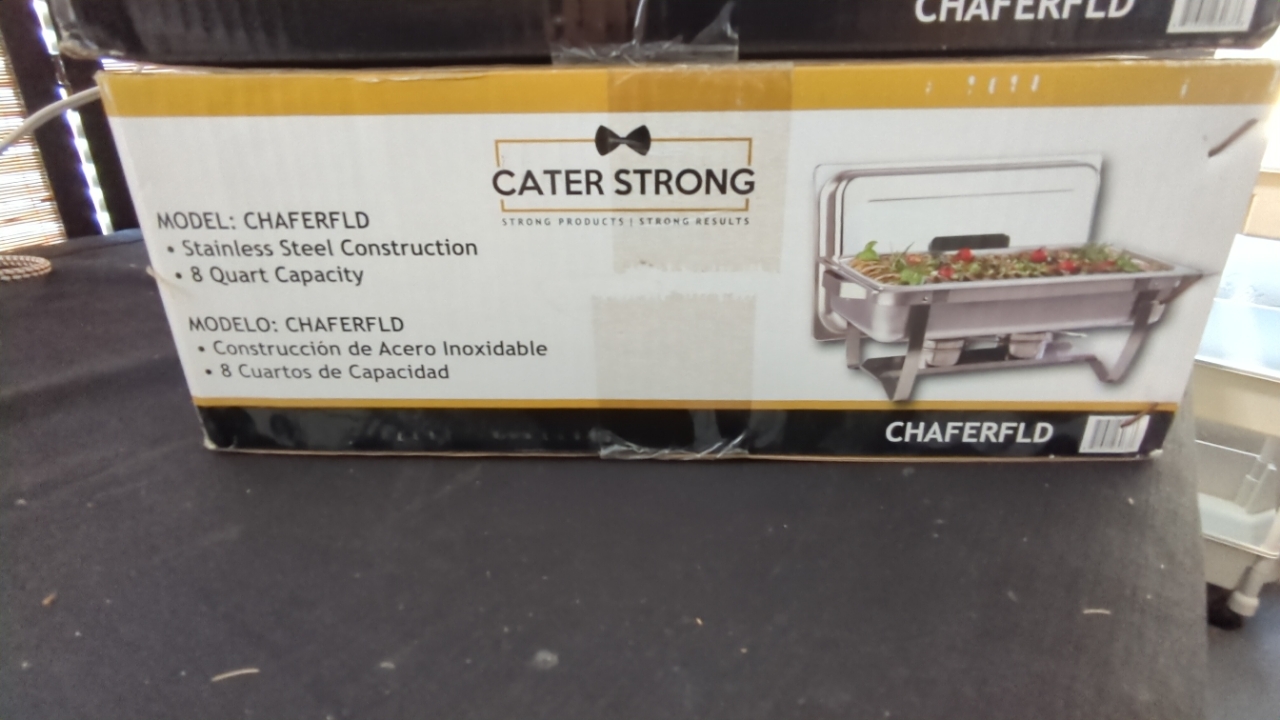 CHAFERFLD
CATER STRONG
STRONG PRODUCTS | STRONG RESULTS
MODEL: CHAFERFLD
• Stainless Steel Construction
• 8 Quart Capacity
MODELO: CHAFERFLD
• Construcción de Acero Inoxidable
• 8 Cuartos de Capacidad
CHAFERFLD